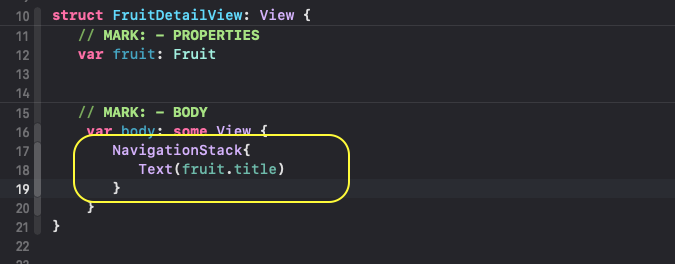 10 struct FruitDetailView: View {
11 // MARK: - PROPERTIES
12 var fruit: Fruit
13
14
15 // MARK: - BODY
16 var body: some View {
17 NavigationStack{
18 Text(fruit.title)
19 }
20 }
21 }
22